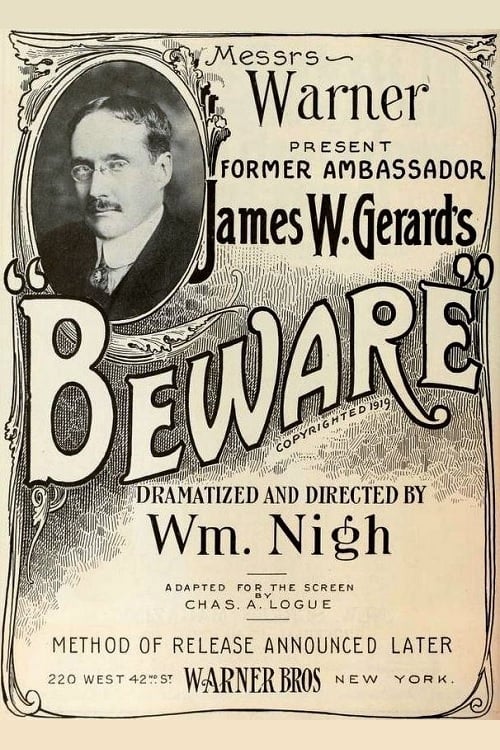 Messrs
Warner
PRESENT
FORMER AMBASSADOR
James W. Gerard's
"BEWARE"
COPYRIGHTED 1919
DRAMATIZED AND DIRECTED BY
Wm. Nigh
ADAPTED FOR THE SCREEN
BY
CHAS. A. LOGUE
METHOD OF RELEASE ANNOUNCED LATER
220 WEST 42ND ST WARNER BROS NEW YORK.